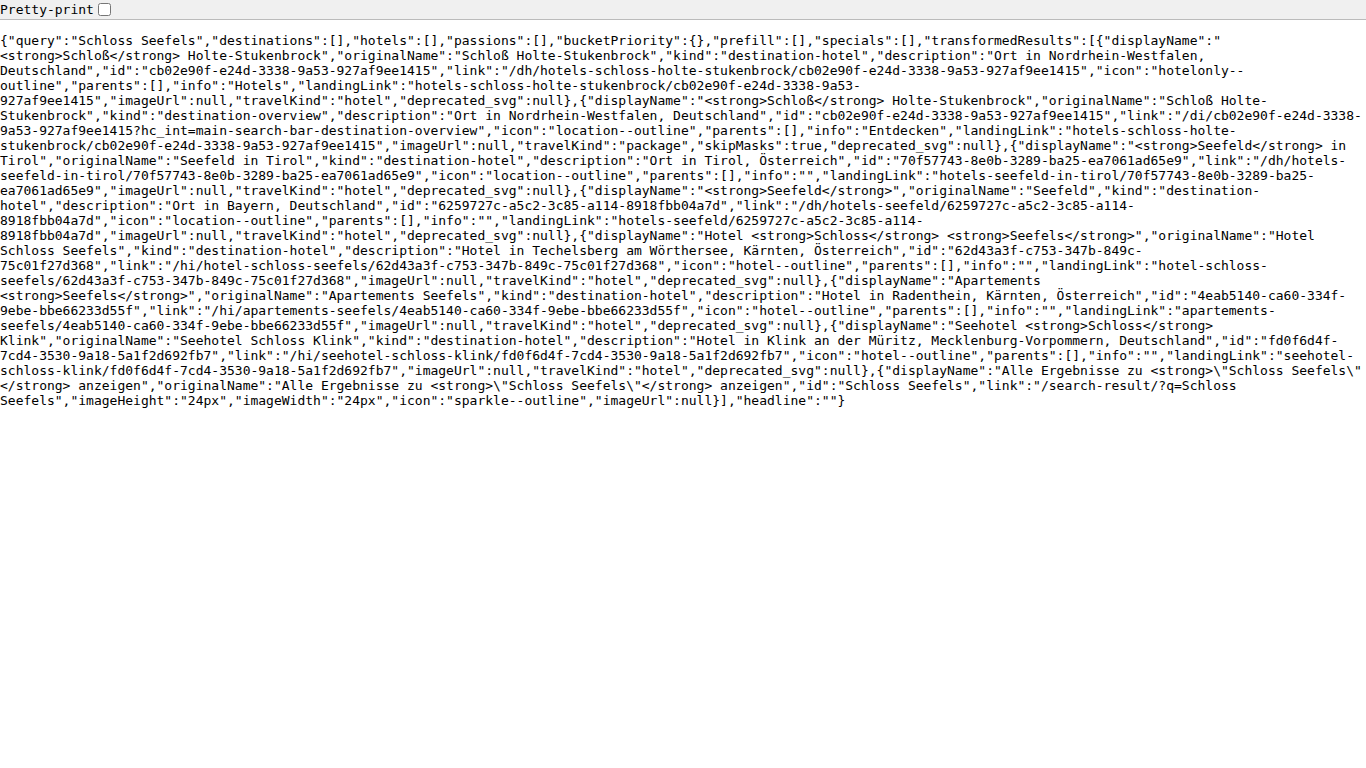 Pretty-print
{"query":"Schloss Seefels","destinations":[],"hotels":[],"passions":[],"bucketPriority":{},"prefill":[],"specials":[],"transformedResults":[{"displayName":"
<strong>Schloß</strong> Holte-Stukenbrock","originalName":"Schloß Holte-Stukenbrock","kind":"destination-hotel","description":"Ort in Nordrhein-Westfalen,
Deutschland","id":"cb02e90f-e24d-3338-9a53-927af9ee1415","link":"/dh/hotels-schloss-holte-stukenbrock/cb02e90f-e24d-3338-9a53-927af9ee1415","icon":"hotelonly--
outline","parents":[],"info":"Hotels","landingLink":"hotels-schloss-holte-stukenbrock/cb02e90f-e24d-3338-9a53-
927af9ee1415","imageUrl":null,"travelKind":"hotel","deprecated_svg":null},{"displayName":"<strong>Schloß</strong> Holte-Stukenbrock","originalName":"Schloß Holte-
Stukenbrock","kind":"destination-overview","description":"Ort in Nordrhein-Westfalen, Deutschland","id":"cb02e90f-e24d-3338-9a53-927af9ee1415","link":"/di/cb02e90f-e24d-3338-
9a53-927af9ee1415?hc_int=main-search-bar-destination-overview","icon":"location--outline","parents":[],"info":"Entdecken","landingLink":"hotels-schloss-holte-
stukenbrock/cb02e90f-e24d-3338-9a53-927af9ee1415","imageUrl":null,"travelKind":"package","skipMasks":true,"deprecated_svg":null},{"displayName":"<strong>Seefeld</strong> in
Tirol","originalName":"Seefeld in Tirol","kind":"destination-hotel","description":"Ort in Tirol, Österreich","id":"70f57743-8e0b-3289-ba25-ea7061ad65e9","link":"/dh/hotels-
seefeld-in-tirol/70f57743-8e0b-3289-ba25-ea7061ad65e9","icon":"location--outline","parents":[],"info":"","landingLink":"hotels-seefeld-in-tirol/70f57743-8e0b-3289-ba25-
ea7061ad65e9","imageUrl":null,"travelKind":"hotel","deprecated_svg":null},{"displayName":"<strong>Seefeld</strong>","originalName":"Seefeld","kind":"destination-
hotel","description":"Ort in Bayern, Deutschland","id":"6259727c-a5c2-3c85-a114-8918fbb04a7d","link":"/dh/hotels-seefeld/6259727c-a5c2-3c85-a114-
8918fbb04a7d","icon":"location--outline","parents":[],"info":"","landingLink":"hotels-seefeld/6259727c-a5c2-3c85-a114-
8918fbb04a7d","imageUrl":null,"travelKind":"hotel","deprecated_svg":null},{"displayName":"Hotel <strong>Schloss</strong> <strong>Seefels</strong>","originalName":"Hotel
Schloss Seefels","kind":"destination-hotel","description":"Hotel in Techelsberg am Wörthersee, Kärnten, Österreich","id":"62d43a3f-c753-347b-849c-
75c01f27d368","link":"/hi/hotel-schloss-seefels/62d43a3f-c753-347b-849c-75c01f27d368","icon":"hotel--outline","parents":[],"info":"","landingLink":"hotel-schloss-
seefels/62d43a3f-c753-347b-849c-75c01f27d368","imageUrl":null,"travelKind":"hotel","deprecated_svg":null},{"displayName":"Apartements
<strong>Seefels</strong>","originalName":"Apartements Seefels","kind":"destination-hotel","description":"Hotel in Radenthein, Kärnten, Österreich","id":"4eab5140-ca60-334f-
9ebe-bbe66233d55f","link":"/hi/apartements-seefels/4eab5140-ca60-334f-9ebe-bbe66233d55f","icon":"hotel--outline","parents":[],"info":"","landingLink":"apartements-
seefels/4eab5140-ca60-334f-9ebe-bbe66233d55f","imageUrl":null,"travelKind":"hotel","deprecated_svg":null},{"displayName":"Seehotel <strong>Schloss</strong>
Klink","originalName":"Seehotel Schloss Klink","kind":"destination-hotel","description":"Hotel in Klink an der Müritz, Mecklenburg-Vorpommern, Deutschland","id":"fd0f6d4f-
7cd4-3530-9a18-5a1f2d692fb7","link":"/hi/seehotel-schloss-klink/fd0f6d4f-7cd4-3530-9a18-5a1f2d692fb7","icon":"hotel--outline","parents":[],"info":"","landingLink":"seehotel-
schloss-klink/fd0f6d4f-7cd4-3530-9a18-5a1f2d692fb7","imageUrl":null,"travelKind":"hotel","deprecated_svg":null},{"displayName":"Alle Ergebnisse zu <strong>\"Schloss Seefels\"
</strong> anzeigen","originalName":"Alle Ergebnisse zu <strong>\"Schloss Seefels\"</strong> anzeigen","id":"Schloss Seefels","link":"/search-result/?q=Schloss
Seefels","imageHeight":"24px","imageWidth":"24px","icon":"sparkle--outline","imageUrl":null}],"headline":""}